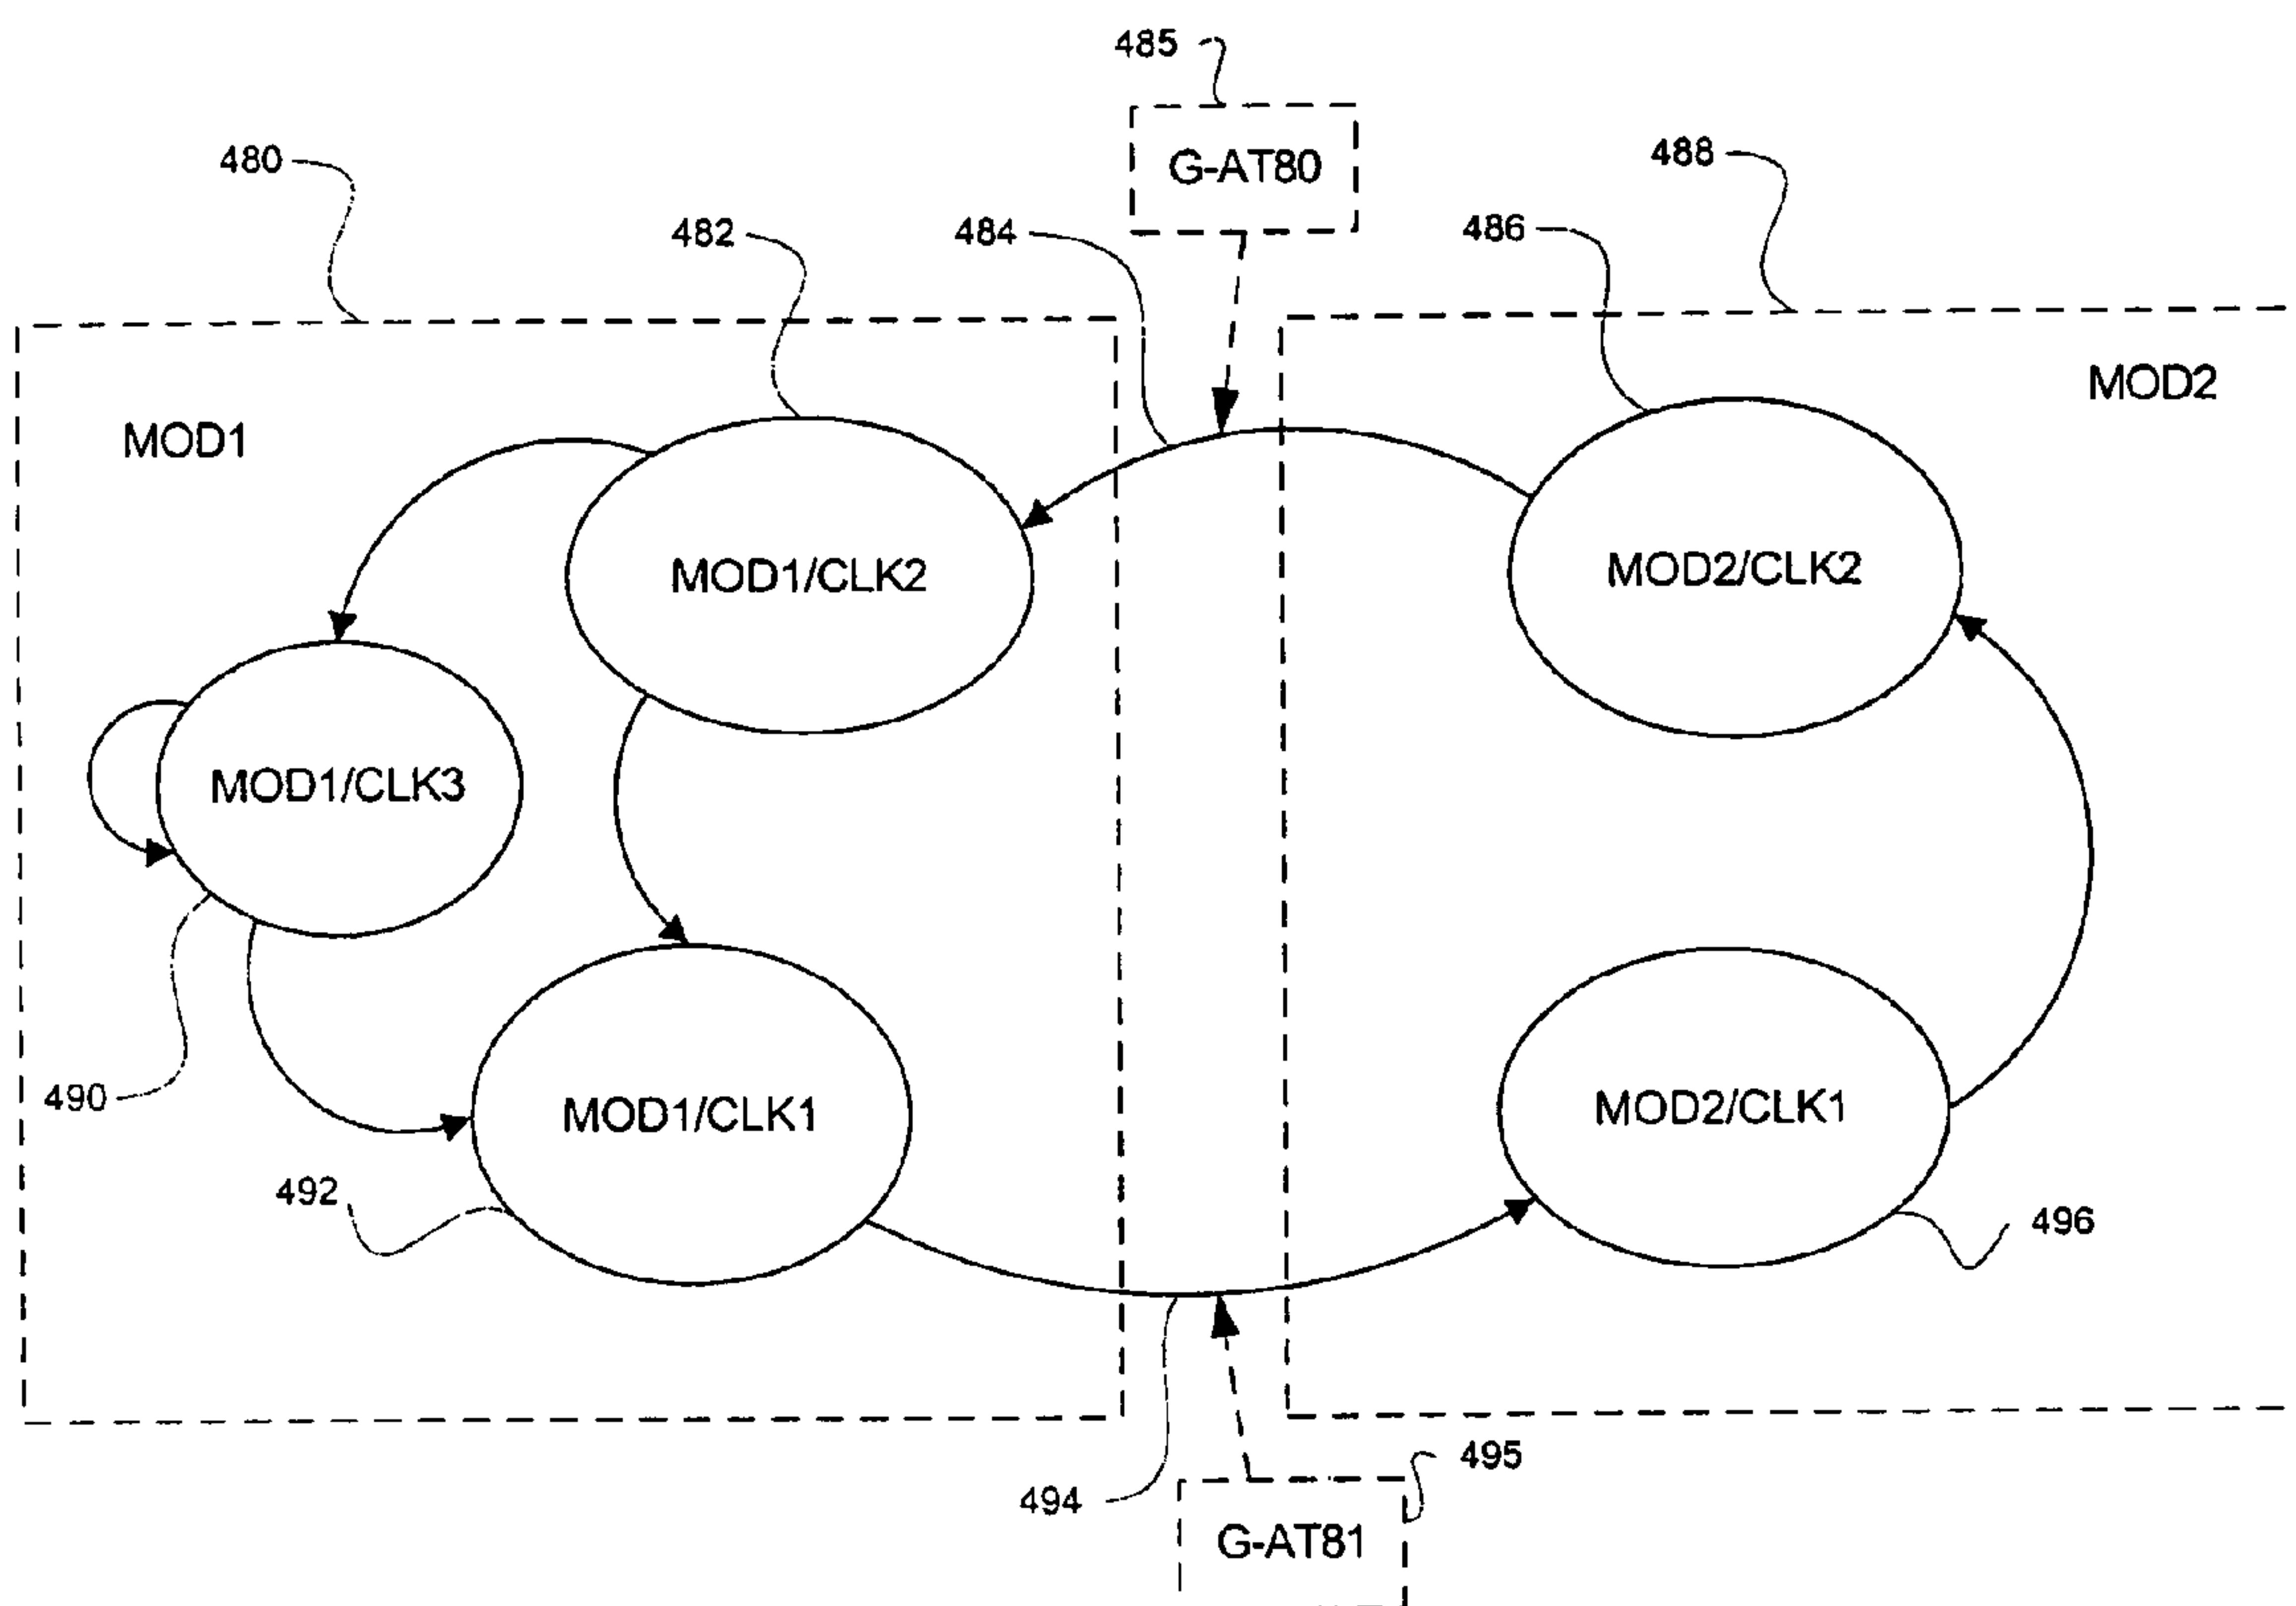 485
G-AT80
480
488
482
484
486
MOD2
MOD1
MOD1/CLK2
MOD2/CLK2
MOD1/CLK3
490
MOD1/CLK1
MOD2/CLK1
492
496
494
495
G-AT81